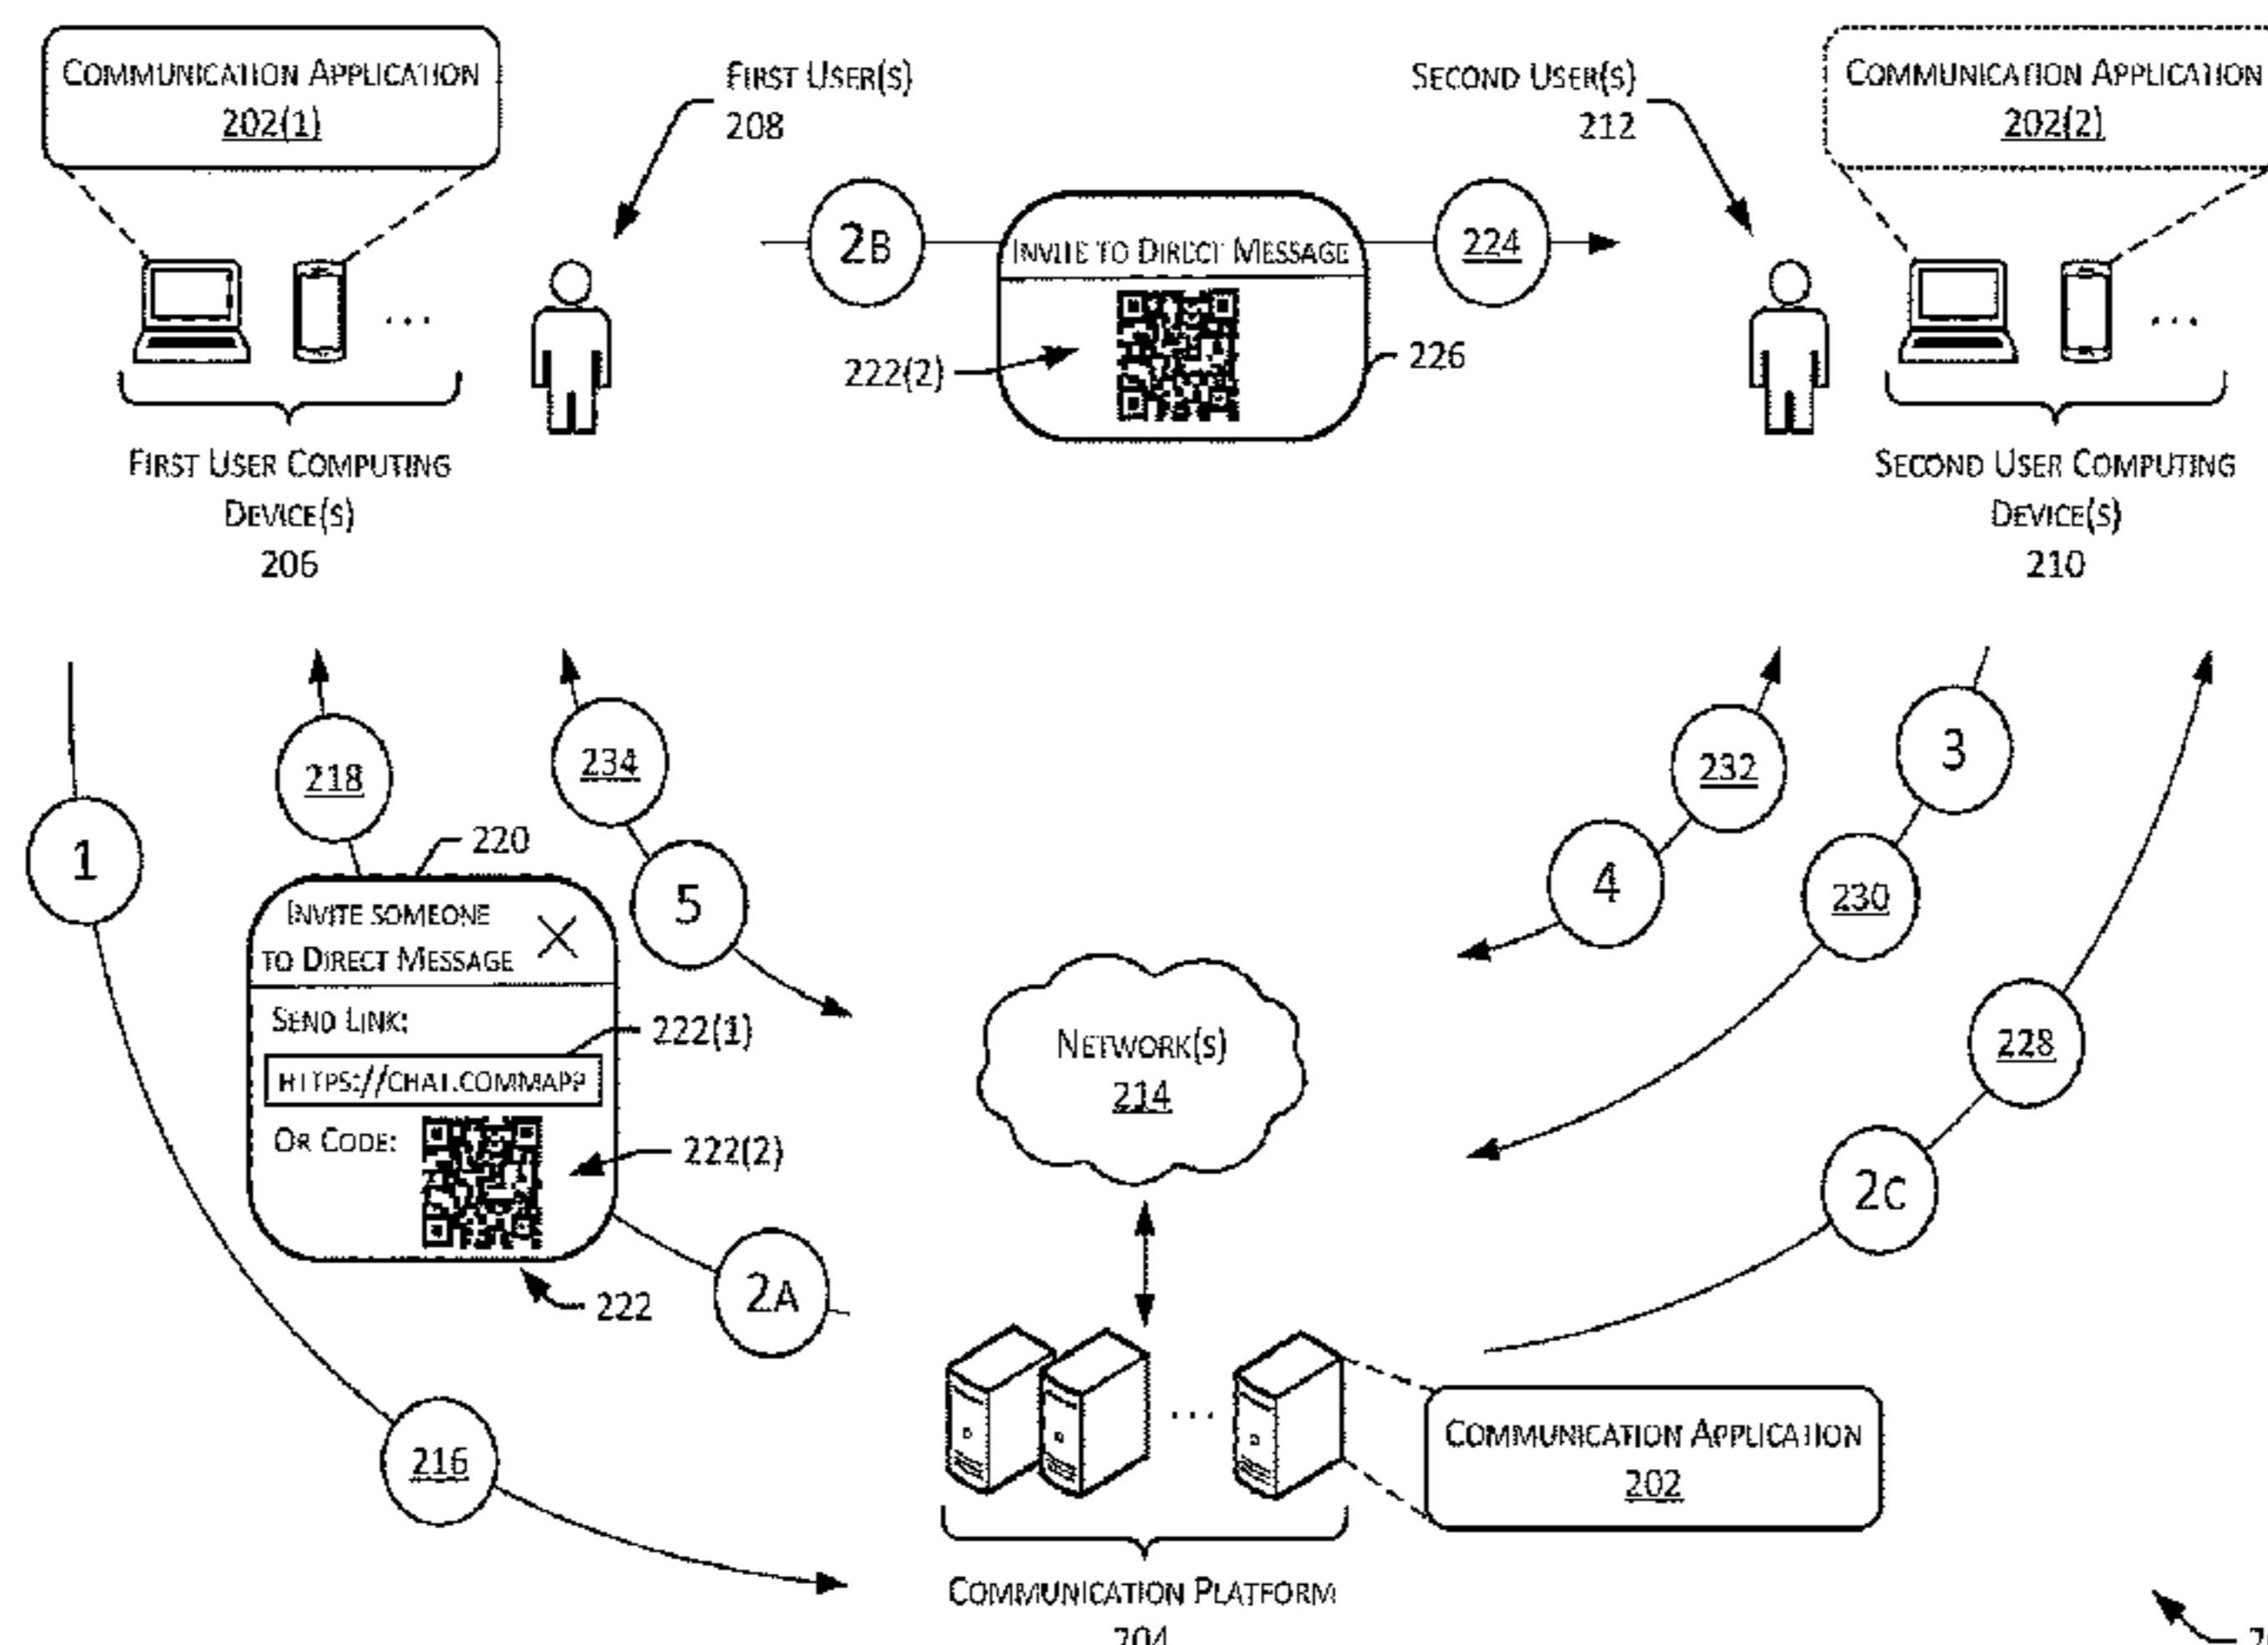 COMMUNICATION APPLICATION
202(1)
FIRST USER(S)
208
SECOND USER(S)
212
COMMUNICATION APPLICATION
202(2)
2B
INVITE TO DIRECT MESSAGE
224
222(2)
226
...
...
FIRST USER COMPUTING
DEVICE(S)
206
SECOND USER COMPUTING
DEVICE(S)
210
218
234
232
3
1
220
5
4
230
INVITE SOMEONE
TO DIRECT MESSAGE
SEND LINK:
222(1)
HTTPS://CHAT.COMMAPP
OR CODE:
222(2)
NETWORK(S)
214
228
2C
2A
222
216
...
COMMUNICATION APPLICATION
202
COMMUNICATION PLATFORM
204